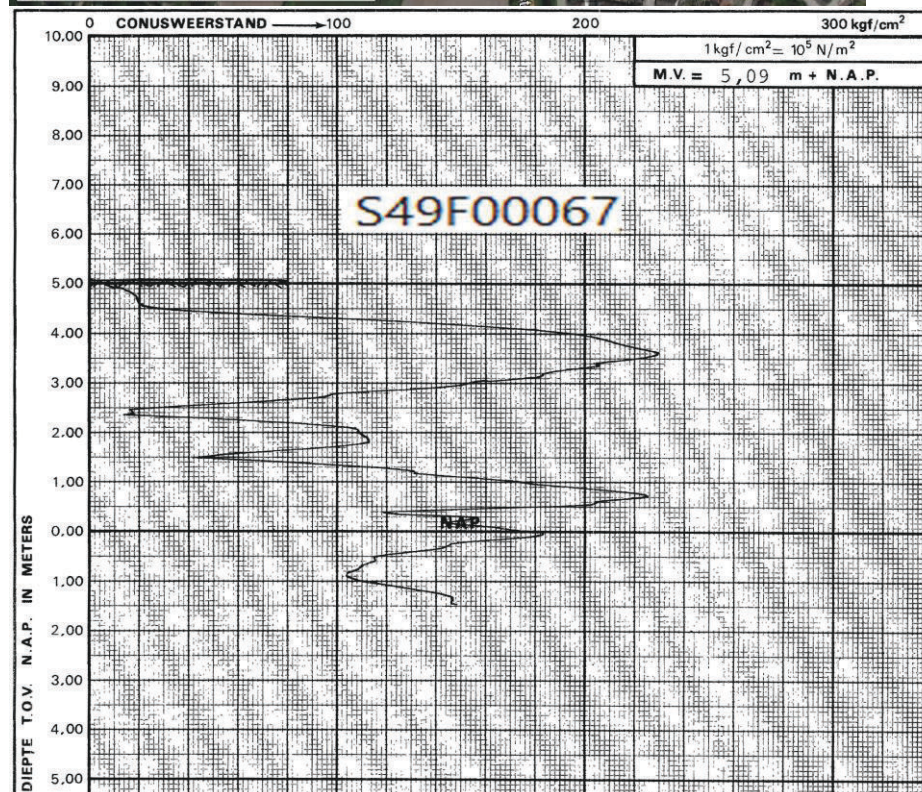 CONUSWEERSTAND
0
100
200
300 kgf/cm²
1 kgf/cm² = 10⁵ N/m²
M.V. = 5,09 m + N.A.P.
10.00
9.00
8.00
7.00
S49F00067
6.00
5.00
4.00
3.00
2.00
1.00
NAP
0.00
1.00
2.00
3.00
4.00
5.00
DIEPTE T.O.V. N.A.P. IN METERS